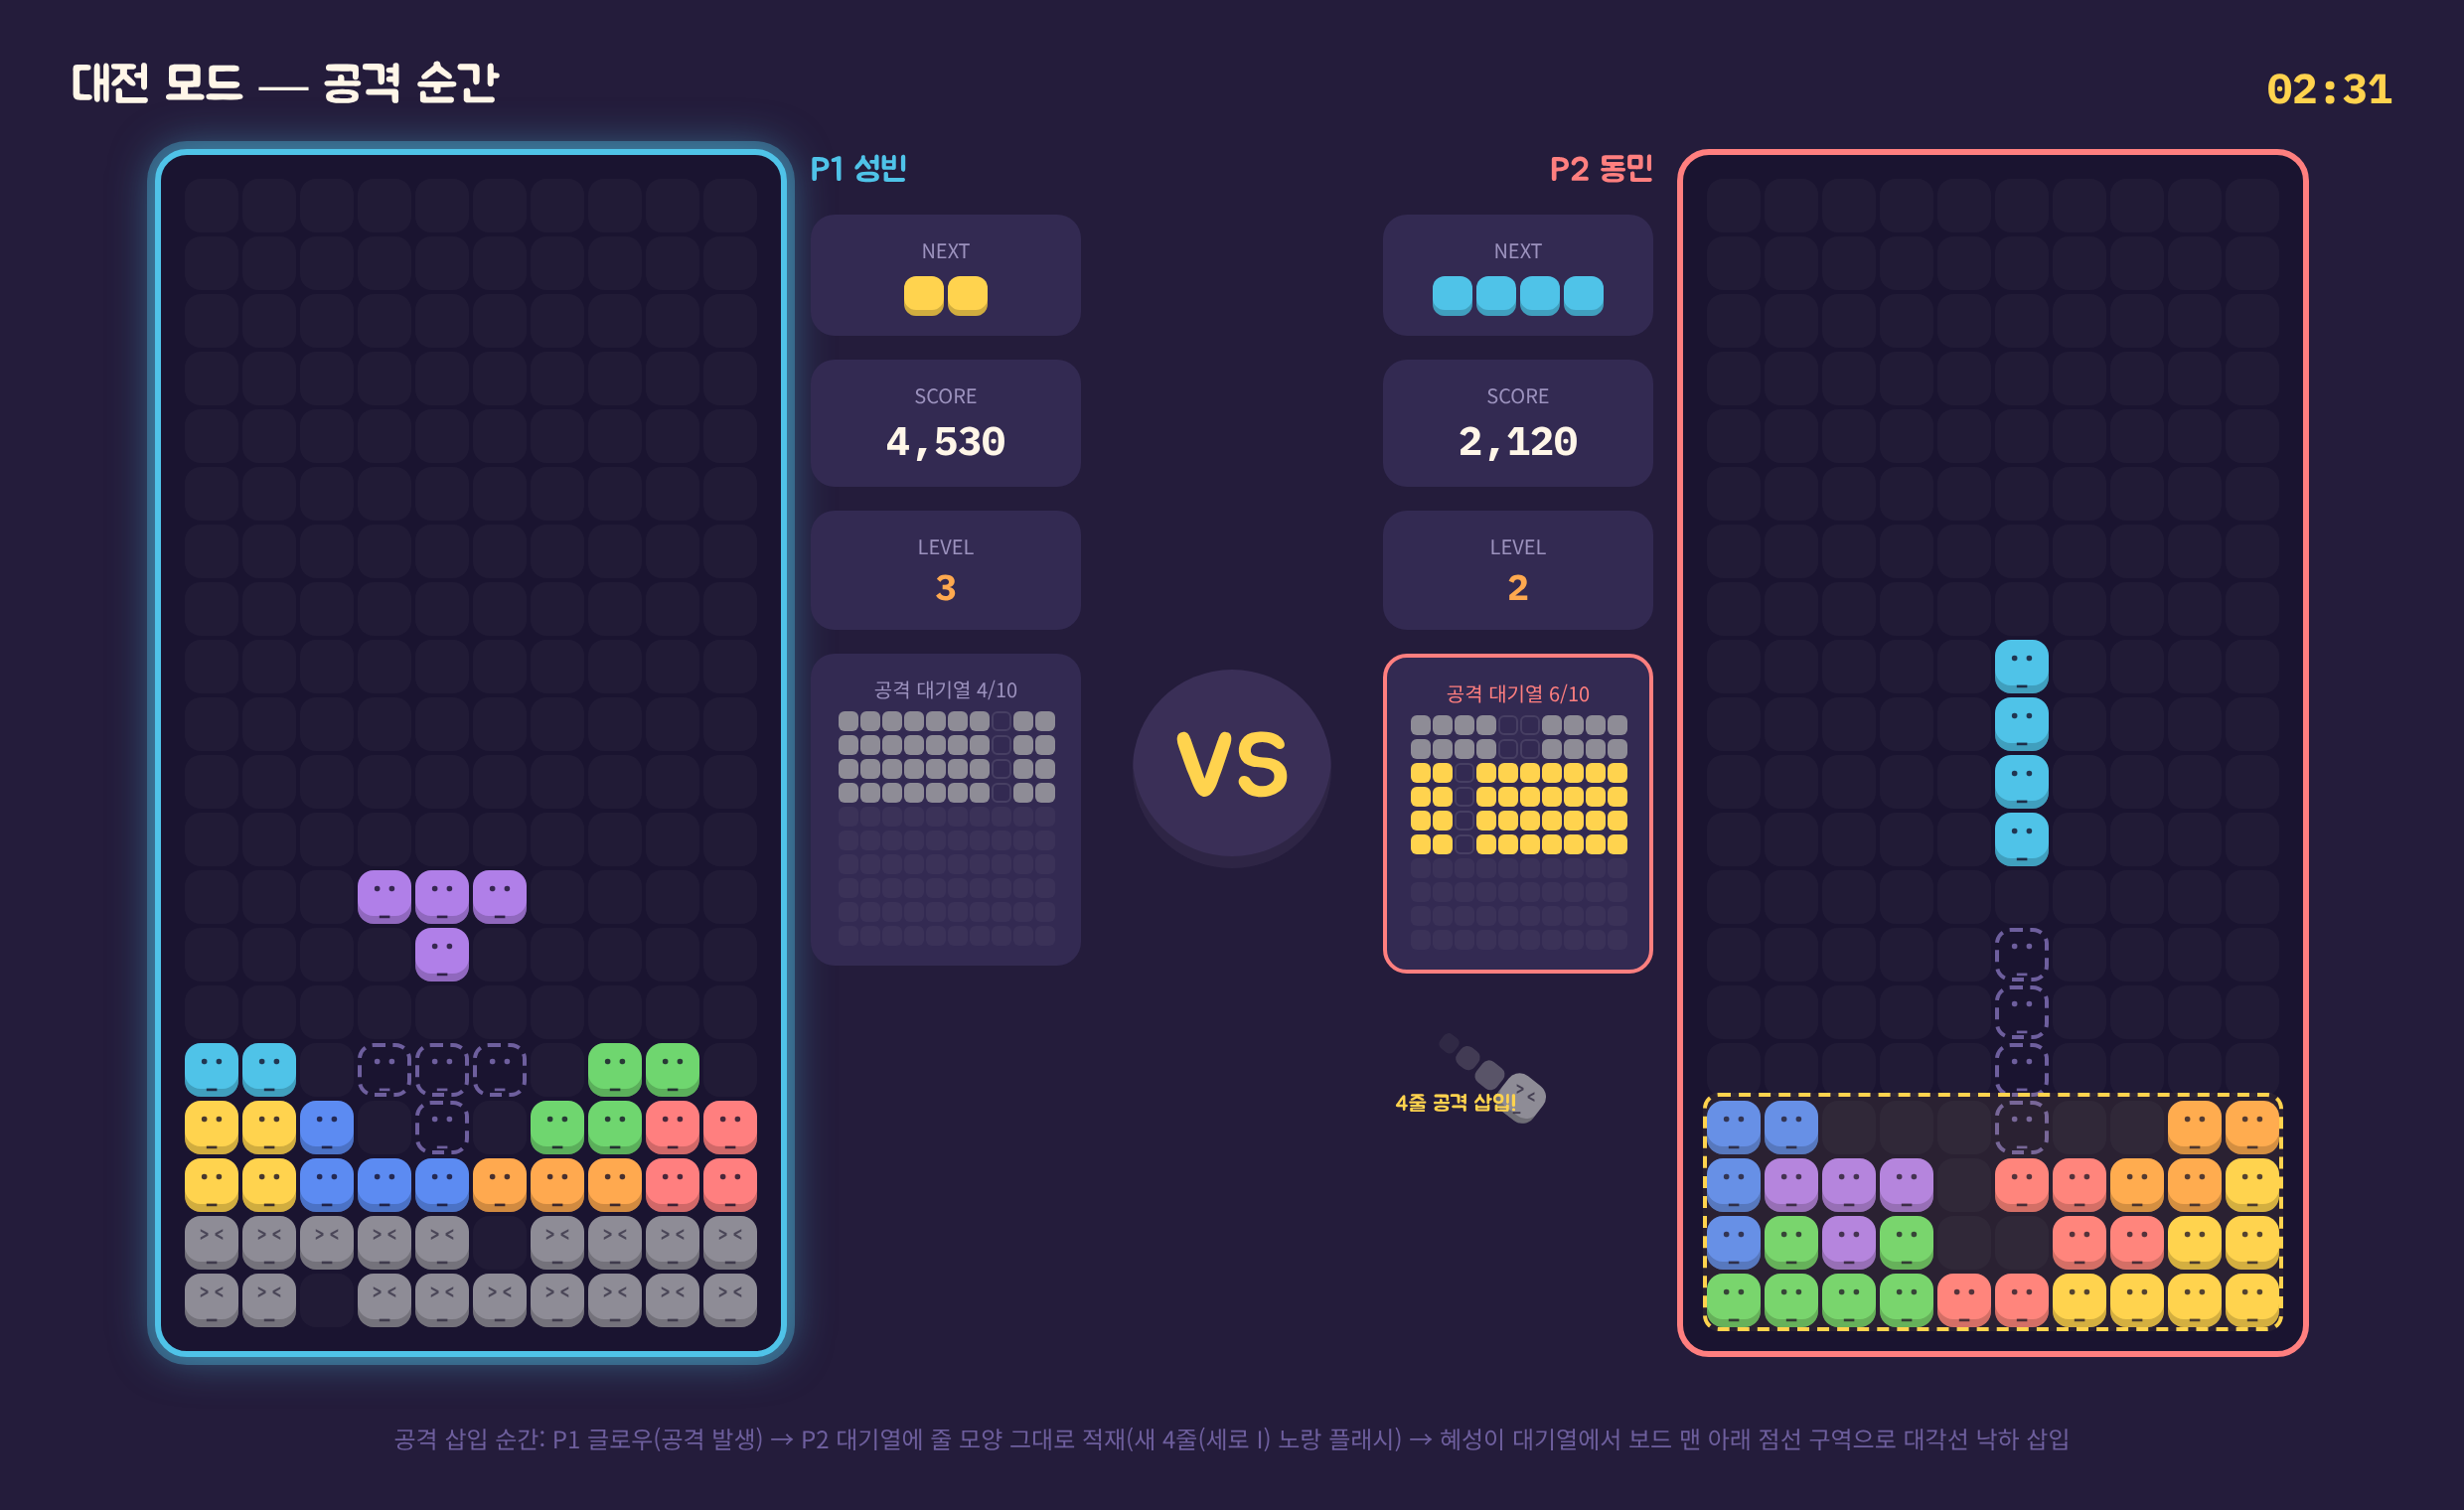 대전 모드 — 공격 순간
02:31
P1 성빈
NEXT
SCORE
4,530
LEVEL
3
공격 대기열 4/10
VS
P2 동민
NEXT
SCORE
2,120
LEVEL
2
공격 대기열 6/10
4줄 공격 삽입!
공격 삽입 순간: P1 글로우(공격 발생) → P2 대기열에 줄 모양 그대로 적재(새 4줄(세로 I) 노랑 플래시) → 혜성이 대기열에서 보드 맨 아래 점선 구역으로 대각선 낙하 삽입